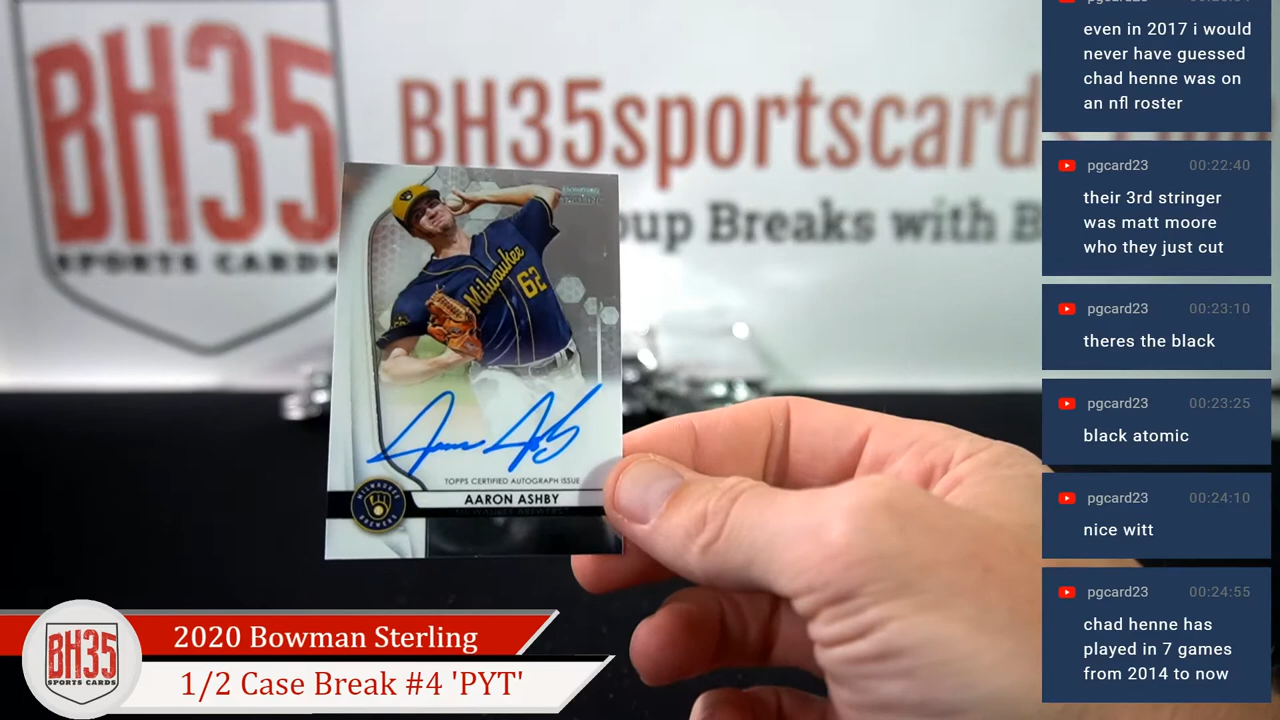 BH35
SPORTS CARDS
BH35sportscard
oup Breaks with B
Milwaukee
62
TOPPS CERTIFIED AUTOGRAPH ISSUE
AARON ASHBY
MILWAUKEE BREWERS
MILWAUKEE
BREWERS
BH35
SPORTS CARDS
2020 Bowman Sterling
1/2 Case Break #4 'PYT'
even in 2017 i would
never have guessed
chad henne was on
an nfl roster
pgcard23 00:22:40
their 3rd stringer
was matt moore
who they just cut
pgcard23 00:23:10
theres the black
pgcard23 00:23:25
black atomic
pgcard23 00:24:10
nice witt
pgcard23 00:24:55
chad henne has
played in 7 games
from 2014 to now